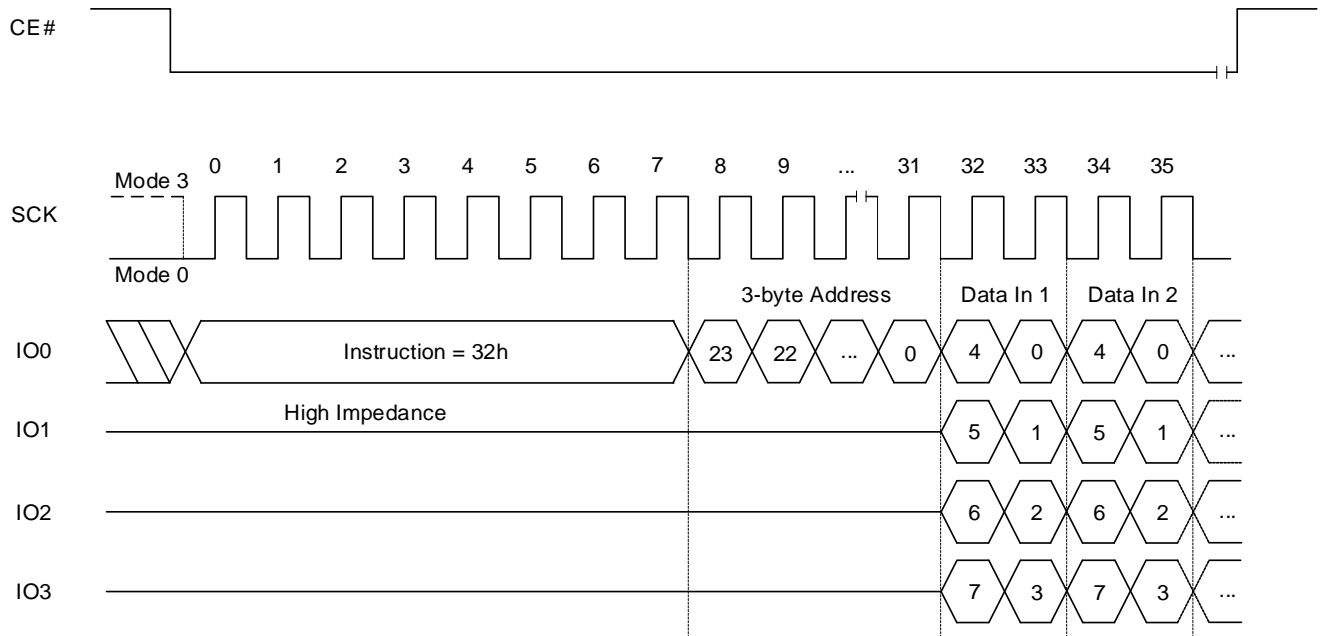 CE#
0 1 2 3 4 5 6 7 8 9 ... 31 32 33 34 35
Mode 3
SCK
Mode 0
3-byte Address Data In 1 Data In 2
IO0 Instruction = 32h 23 22 ... 0 4 0 4 0 ...
High Impedance
IO1 5 1 5 1 ...
IO2 6 2 6 2 ...
IO3 7 3 7 3 ...